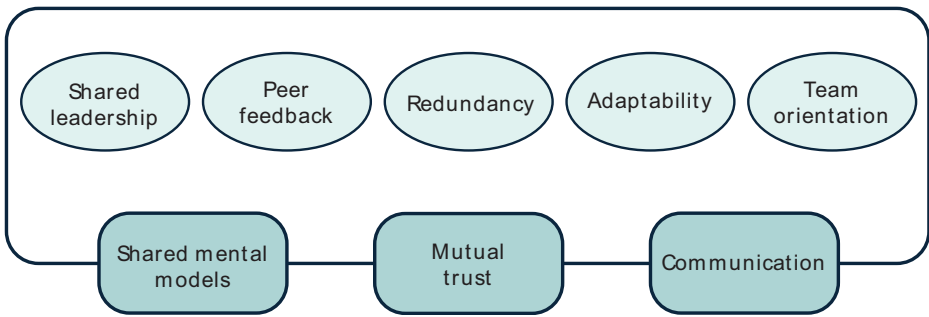 Shared
leadership
Peer
feedback
Redundancy
Adaptability
Team
orientation
Shared mental
models
Mutual
trust
Communication